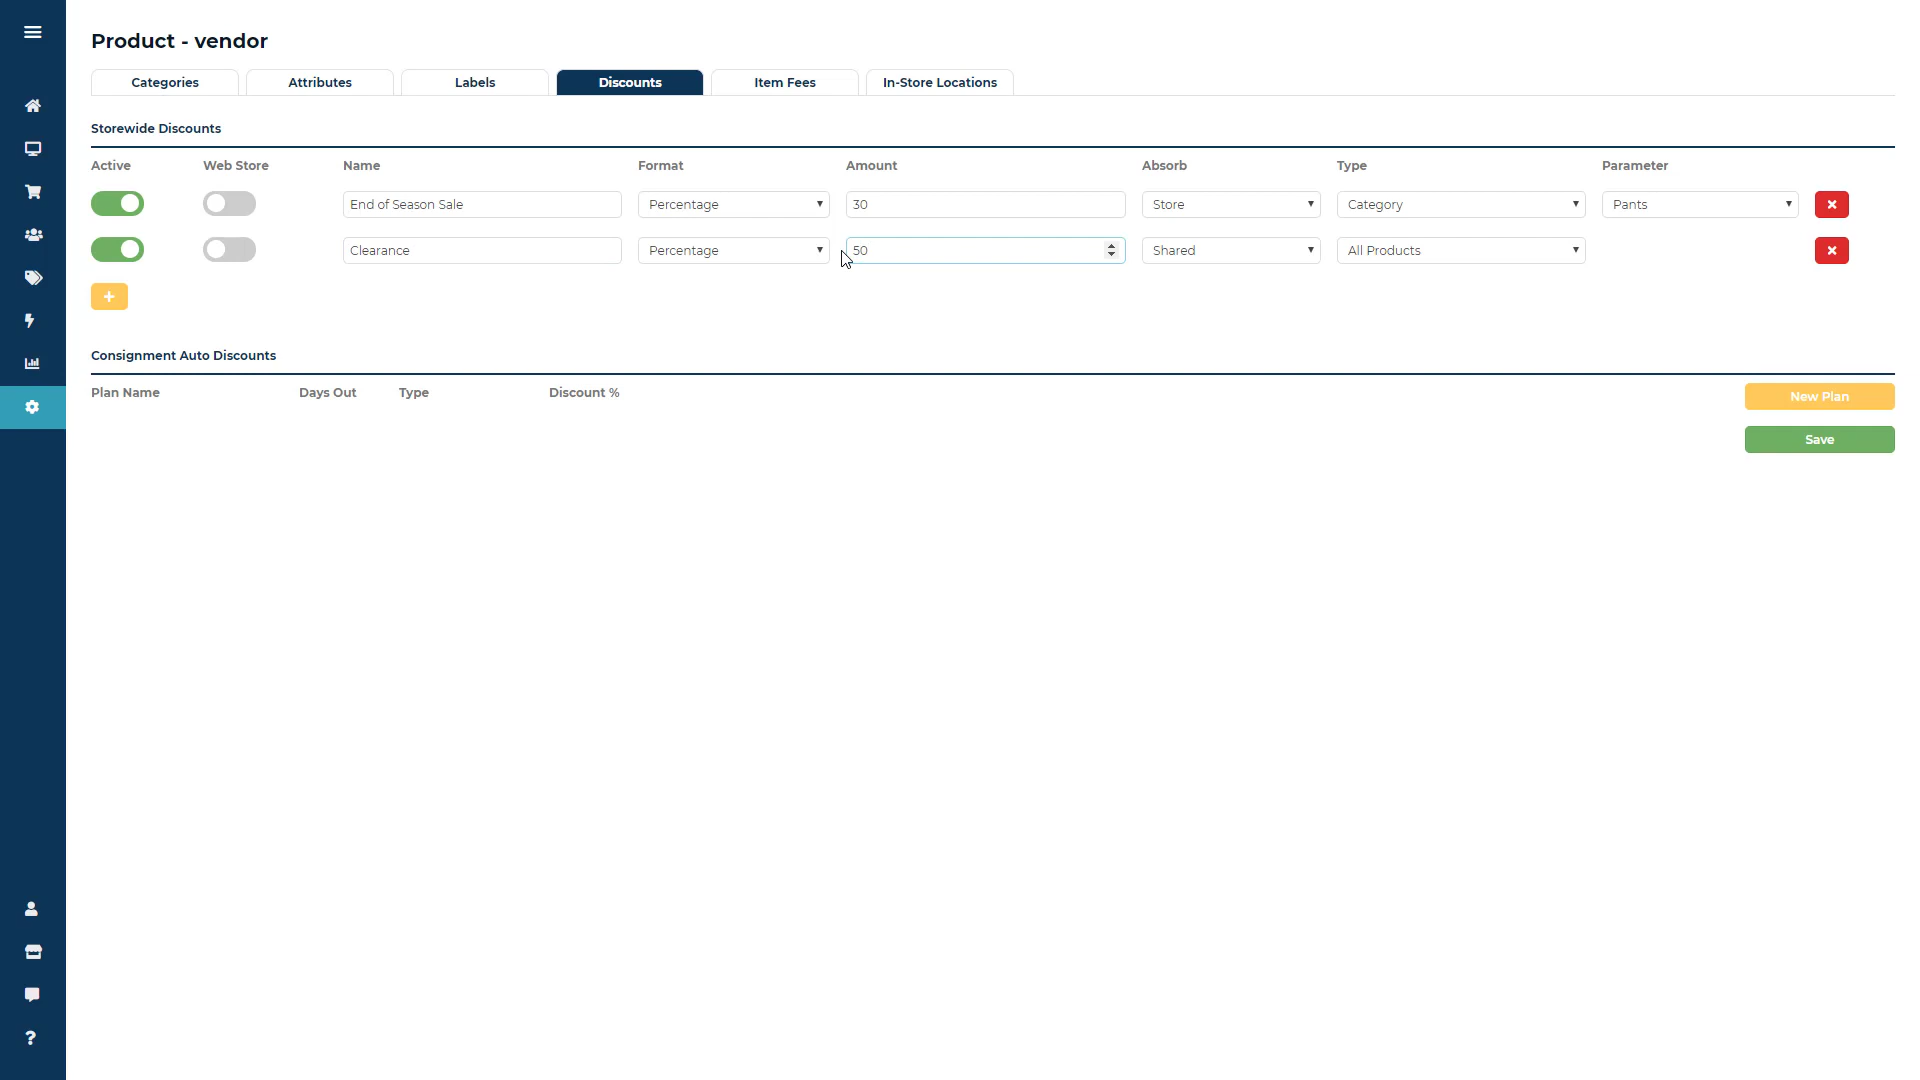 Product - vendor
Categories Attributes Labels Discounts Item Fees In-Store Locations
Storewide Discounts
Active Web Store Name Format Amount Absorb Type Parameter
End of Season Sale Percentage 30 Store Category Pants
Clearance Percentage 50 Shared All Products
Consignment Auto Discounts
Plan Name Days Out Type Discount %
New Plan
Save